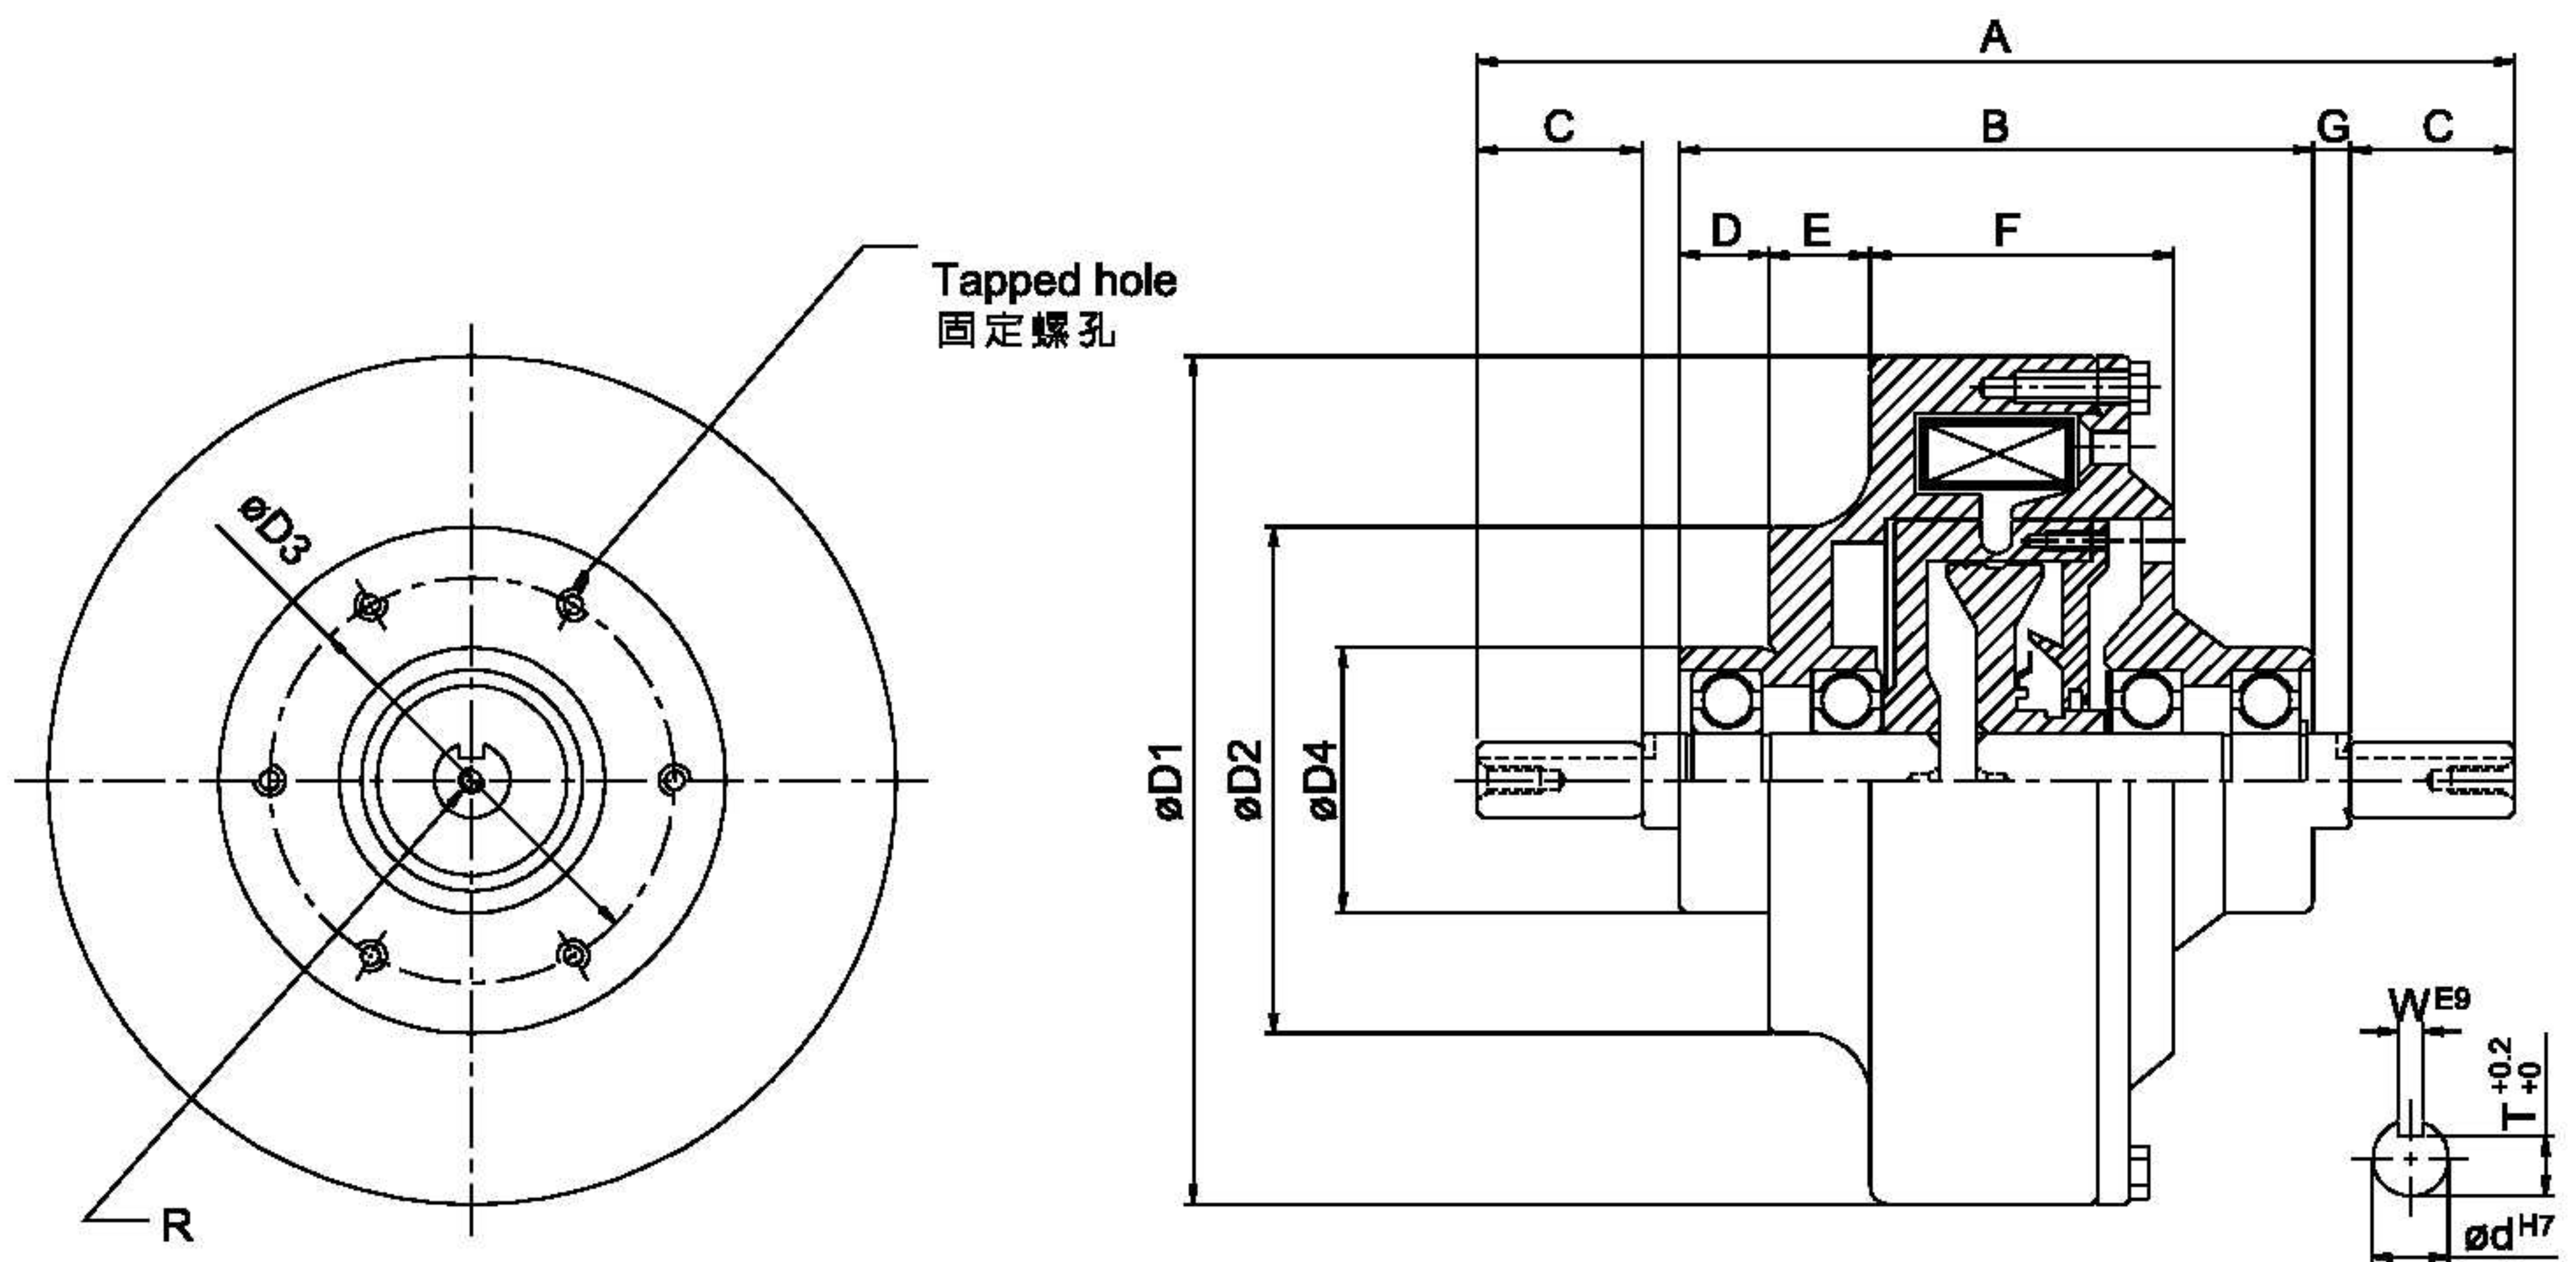 A
C B G C
D E F
Tapped hole
固定螺孔
øD3
øD1
øD2
øD4
R
W E9
T +0.2 +0
ød H7